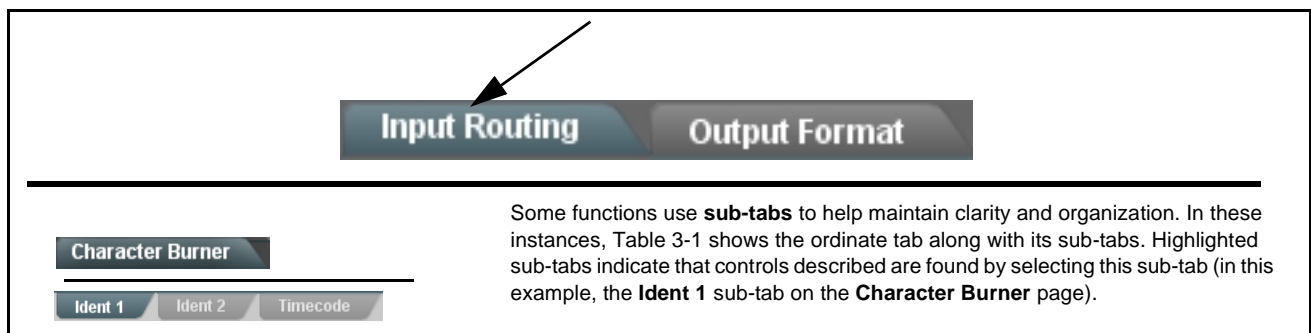 Input Routing Output Format
Some functions use sub-tabs to help maintain clarity and organization. In these
instances, Table 3-1 shows the ordinate tab along with its sub-tabs. Highlighted
sub-tabs indicate that controls described are found by selecting this sub-tab (in this
example, the Ident 1 sub-tab on the Character Burner page).
Character Burner
Ident 1 Ident 2 Timecode